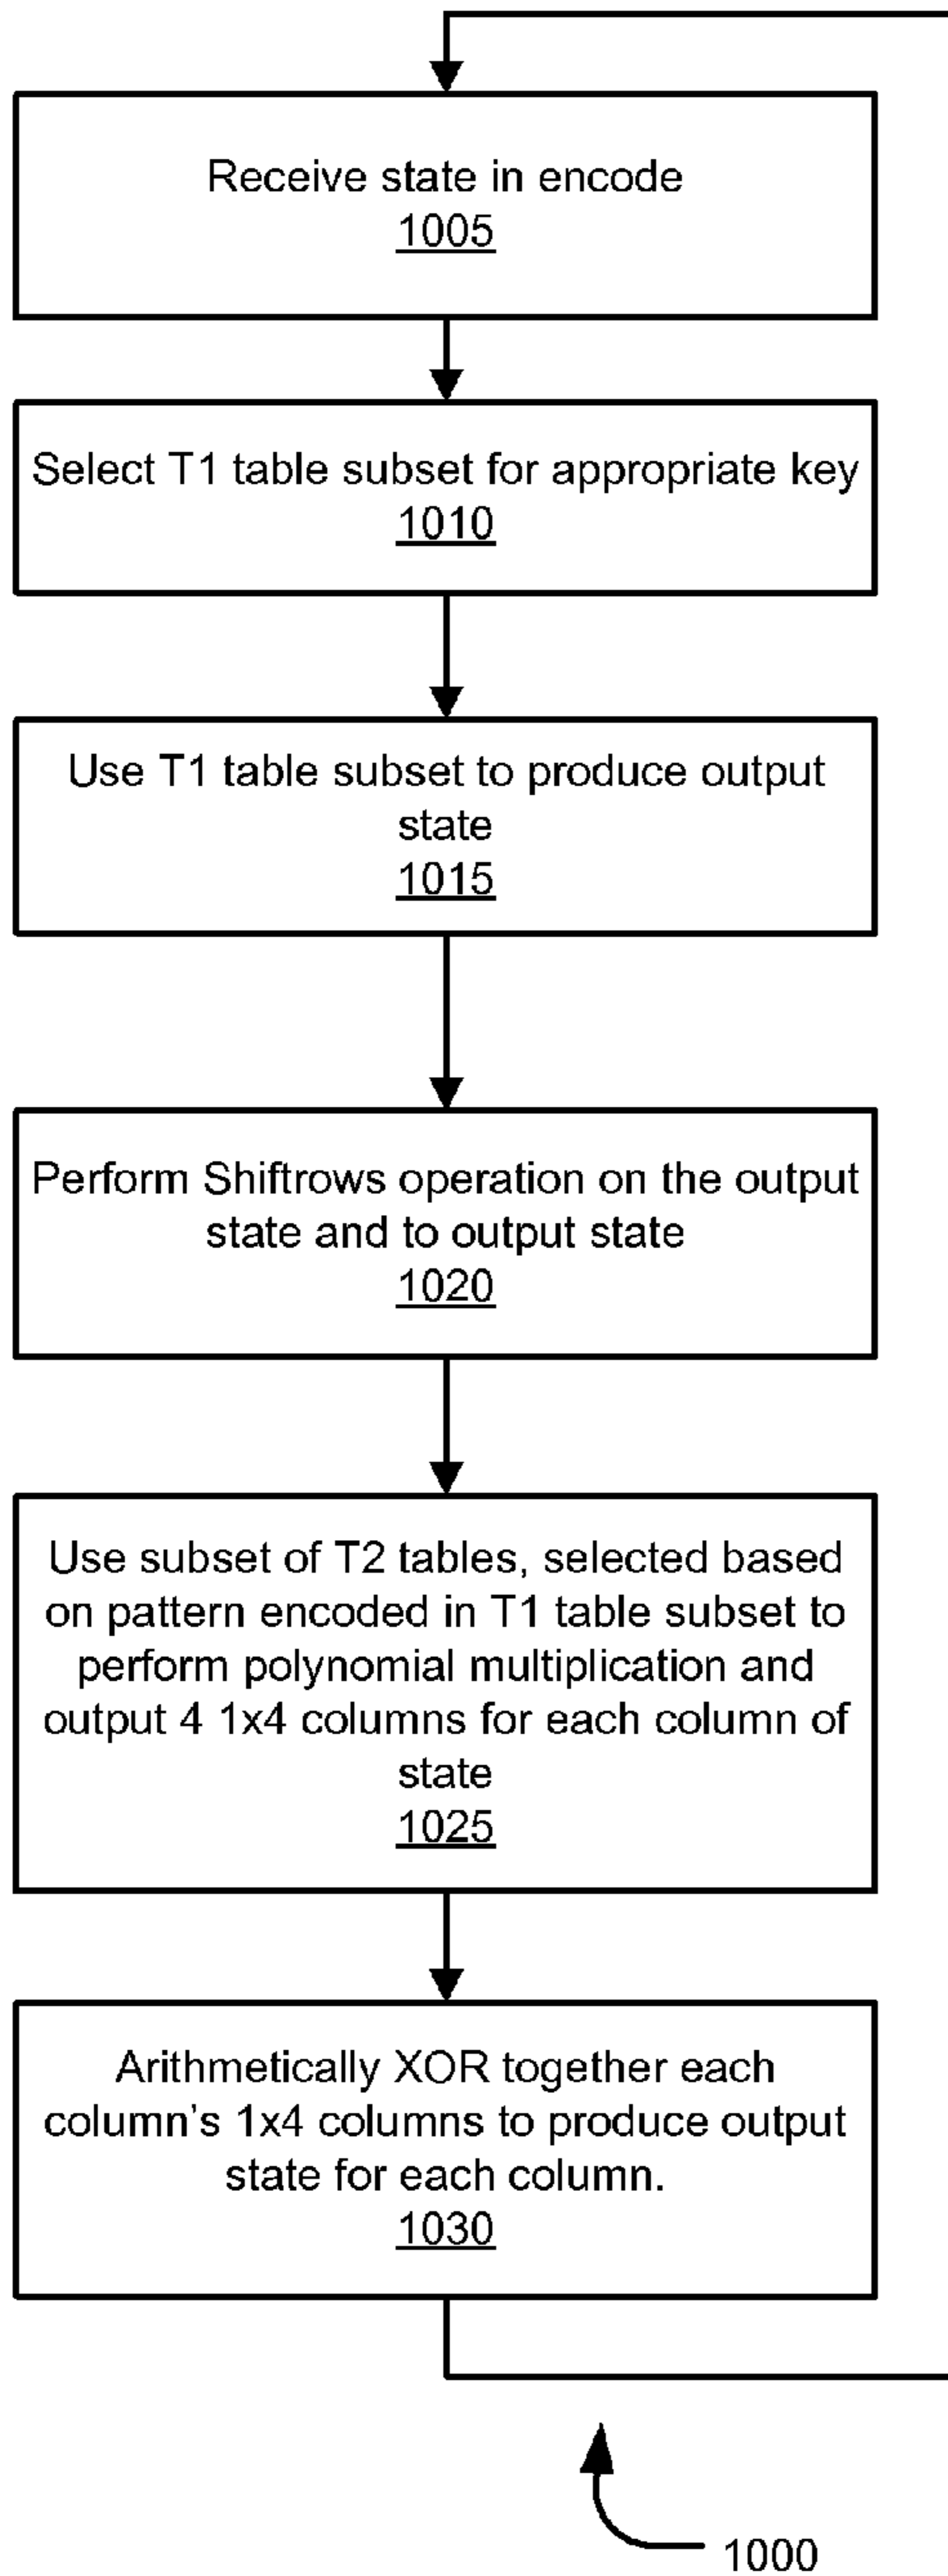 Receive state in encode
1005
Select T1 table subset for appropriate key
1010
Use T1 table subset to produce output
state
1015
Perform Shiftrows operation on the output
state and to output state
1020
Use subset of T2 tables, selected based
on pattern encoded in T1 table subset to
perform polynomial multiplication and
output 4 1x4 columns for each column of
state
1025
Arithmetically XOR together each
column's 1x4 columns to produce output
state for each column.
1030
1000